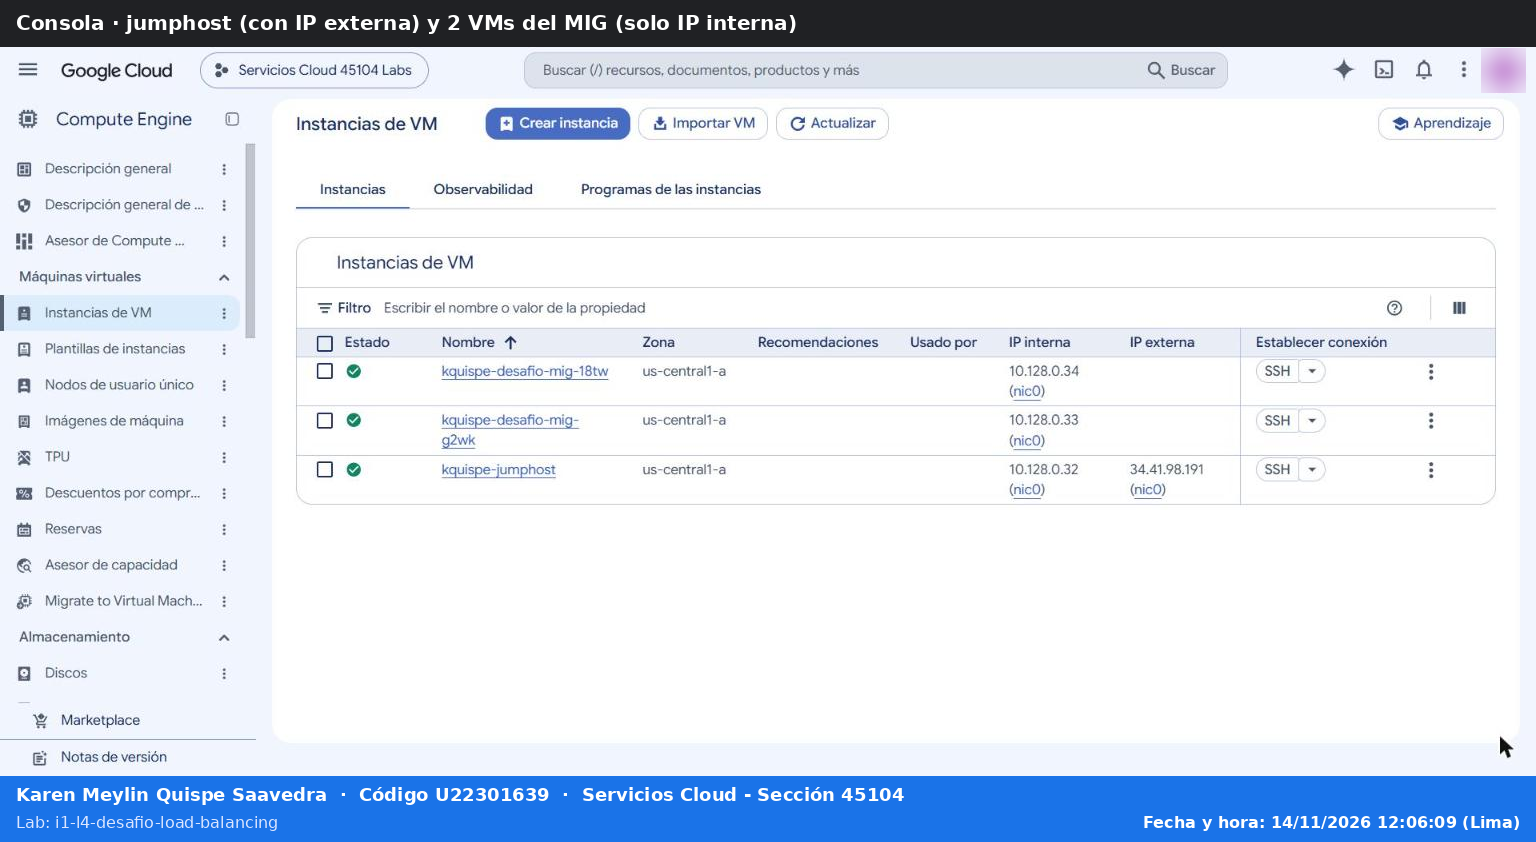 Consola · jumphost (con IP externa) y 2 VMs del MIG (solo IP interna)
Google Cloud
Servicios Cloud 45104 Labs
Buscar (/) recursos, documentos, productos y más
Buscar
Compute Engine
Instancias de VM
Crear instancia
Importar VM
Actualizar
Aprendizaje
Descripción general
Descripción general de ...
Asesor de Compute ...
Máquinas virtuales
Instancias de VM
Plantillas de instancias
Nodos de usuario único
Imágenes de máquina
TPU
Descuentos por compr...
Reservas
Asesor de capacidad
Migrate to Virtual Mach...
Almacenamiento
Discos
Marketplace
Notas de versión
Instancias
Observabilidad
Programas de las instancias
Instancias de VM
Filtro Escribir el nombre o valor de la propiedad
Estado Nombre Zona Recomendaciones Usado por IP interna IP externa Establecer conexión
kquispe-desafio-mig-18tw us-central1-a 10.128.0.34 SSH
(nic0)
kquispe-desafio-mig- us-central1-a 10.128.0.33 SSH
g2wk (nic0)
kquispe-jumphost us-central1-a 10.128.0.32 34.41.98.191 SSH
(nic0) (nic0)
Karen Meylin Quispe Saavedra · Código U22301639 · Servicios Cloud - Sección 45104
Lab: i1-l4-desafio-load-balancing
Fecha y hora: 14/11/2026 12:06:09 (Lima)